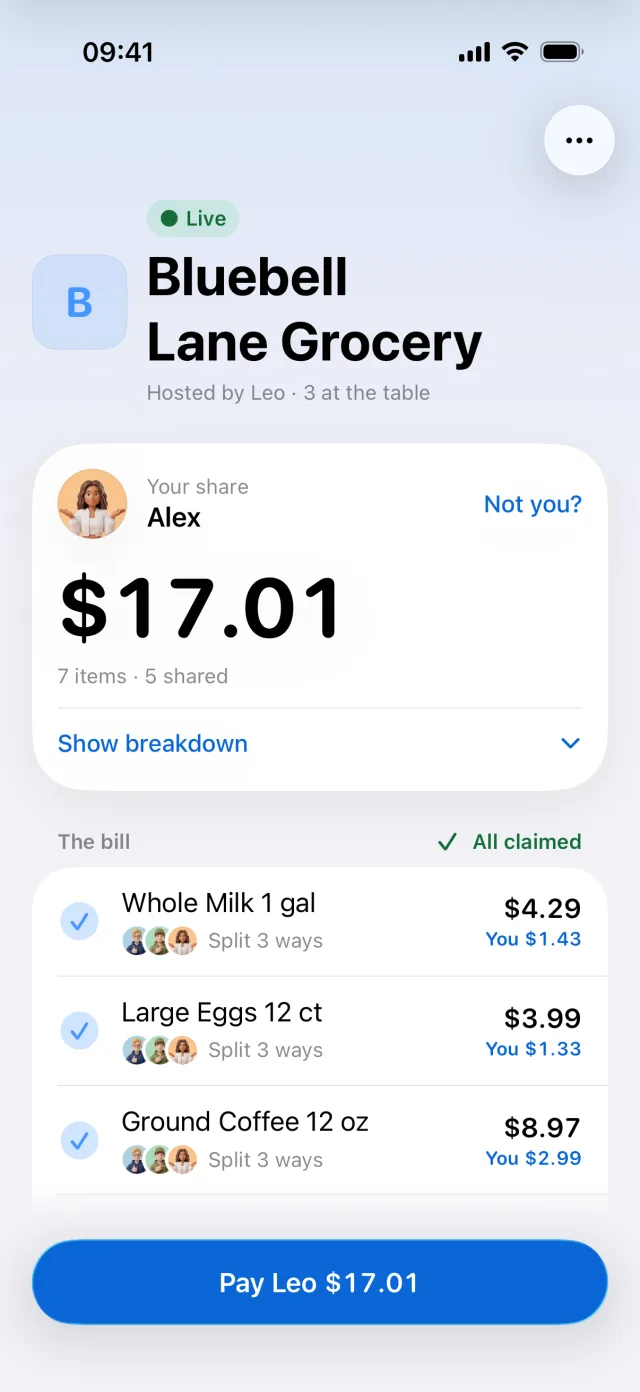 09:41
Live
B
Bluebell
Lane Grocery
Hosted by Leo · 3 at the table
Your share
Alex
Not you?
$17.01
7 items · 5 shared
Show breakdown
The bill
All claimed
Whole Milk 1 gal
$4.29
Split 3 ways
You $1.43
Large Eggs 12 ct
$3.99
Split 3 ways
You $1.33
Ground Coffee 12 oz
$8.97
Split 3 ways
You $2.99
Pay Leo $17.01